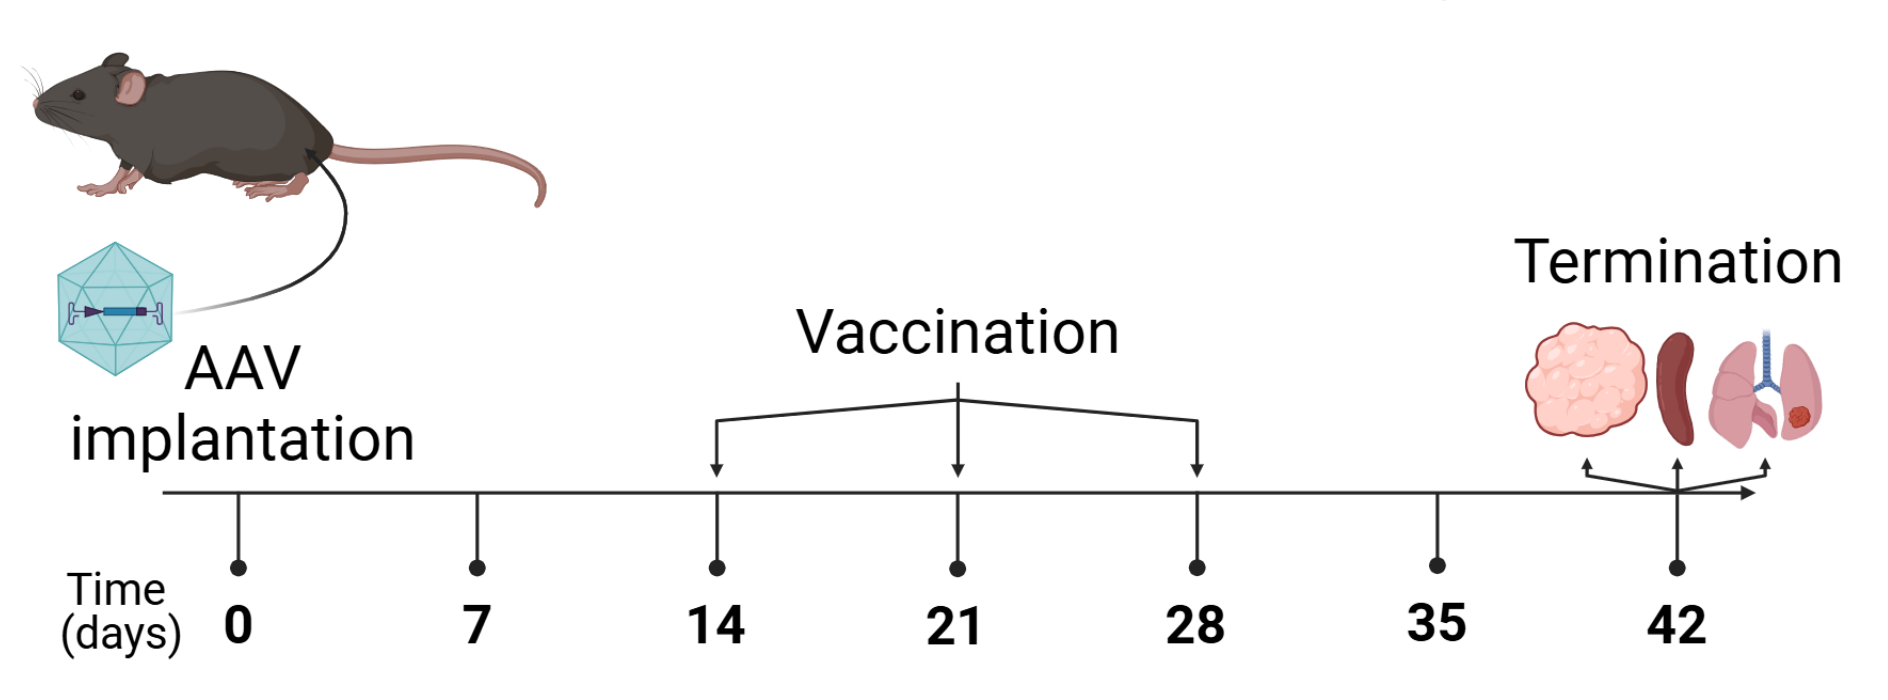 Termination
Vaccination
AAV
implantation
Time
(days)
0 7 14 21 28 35 42